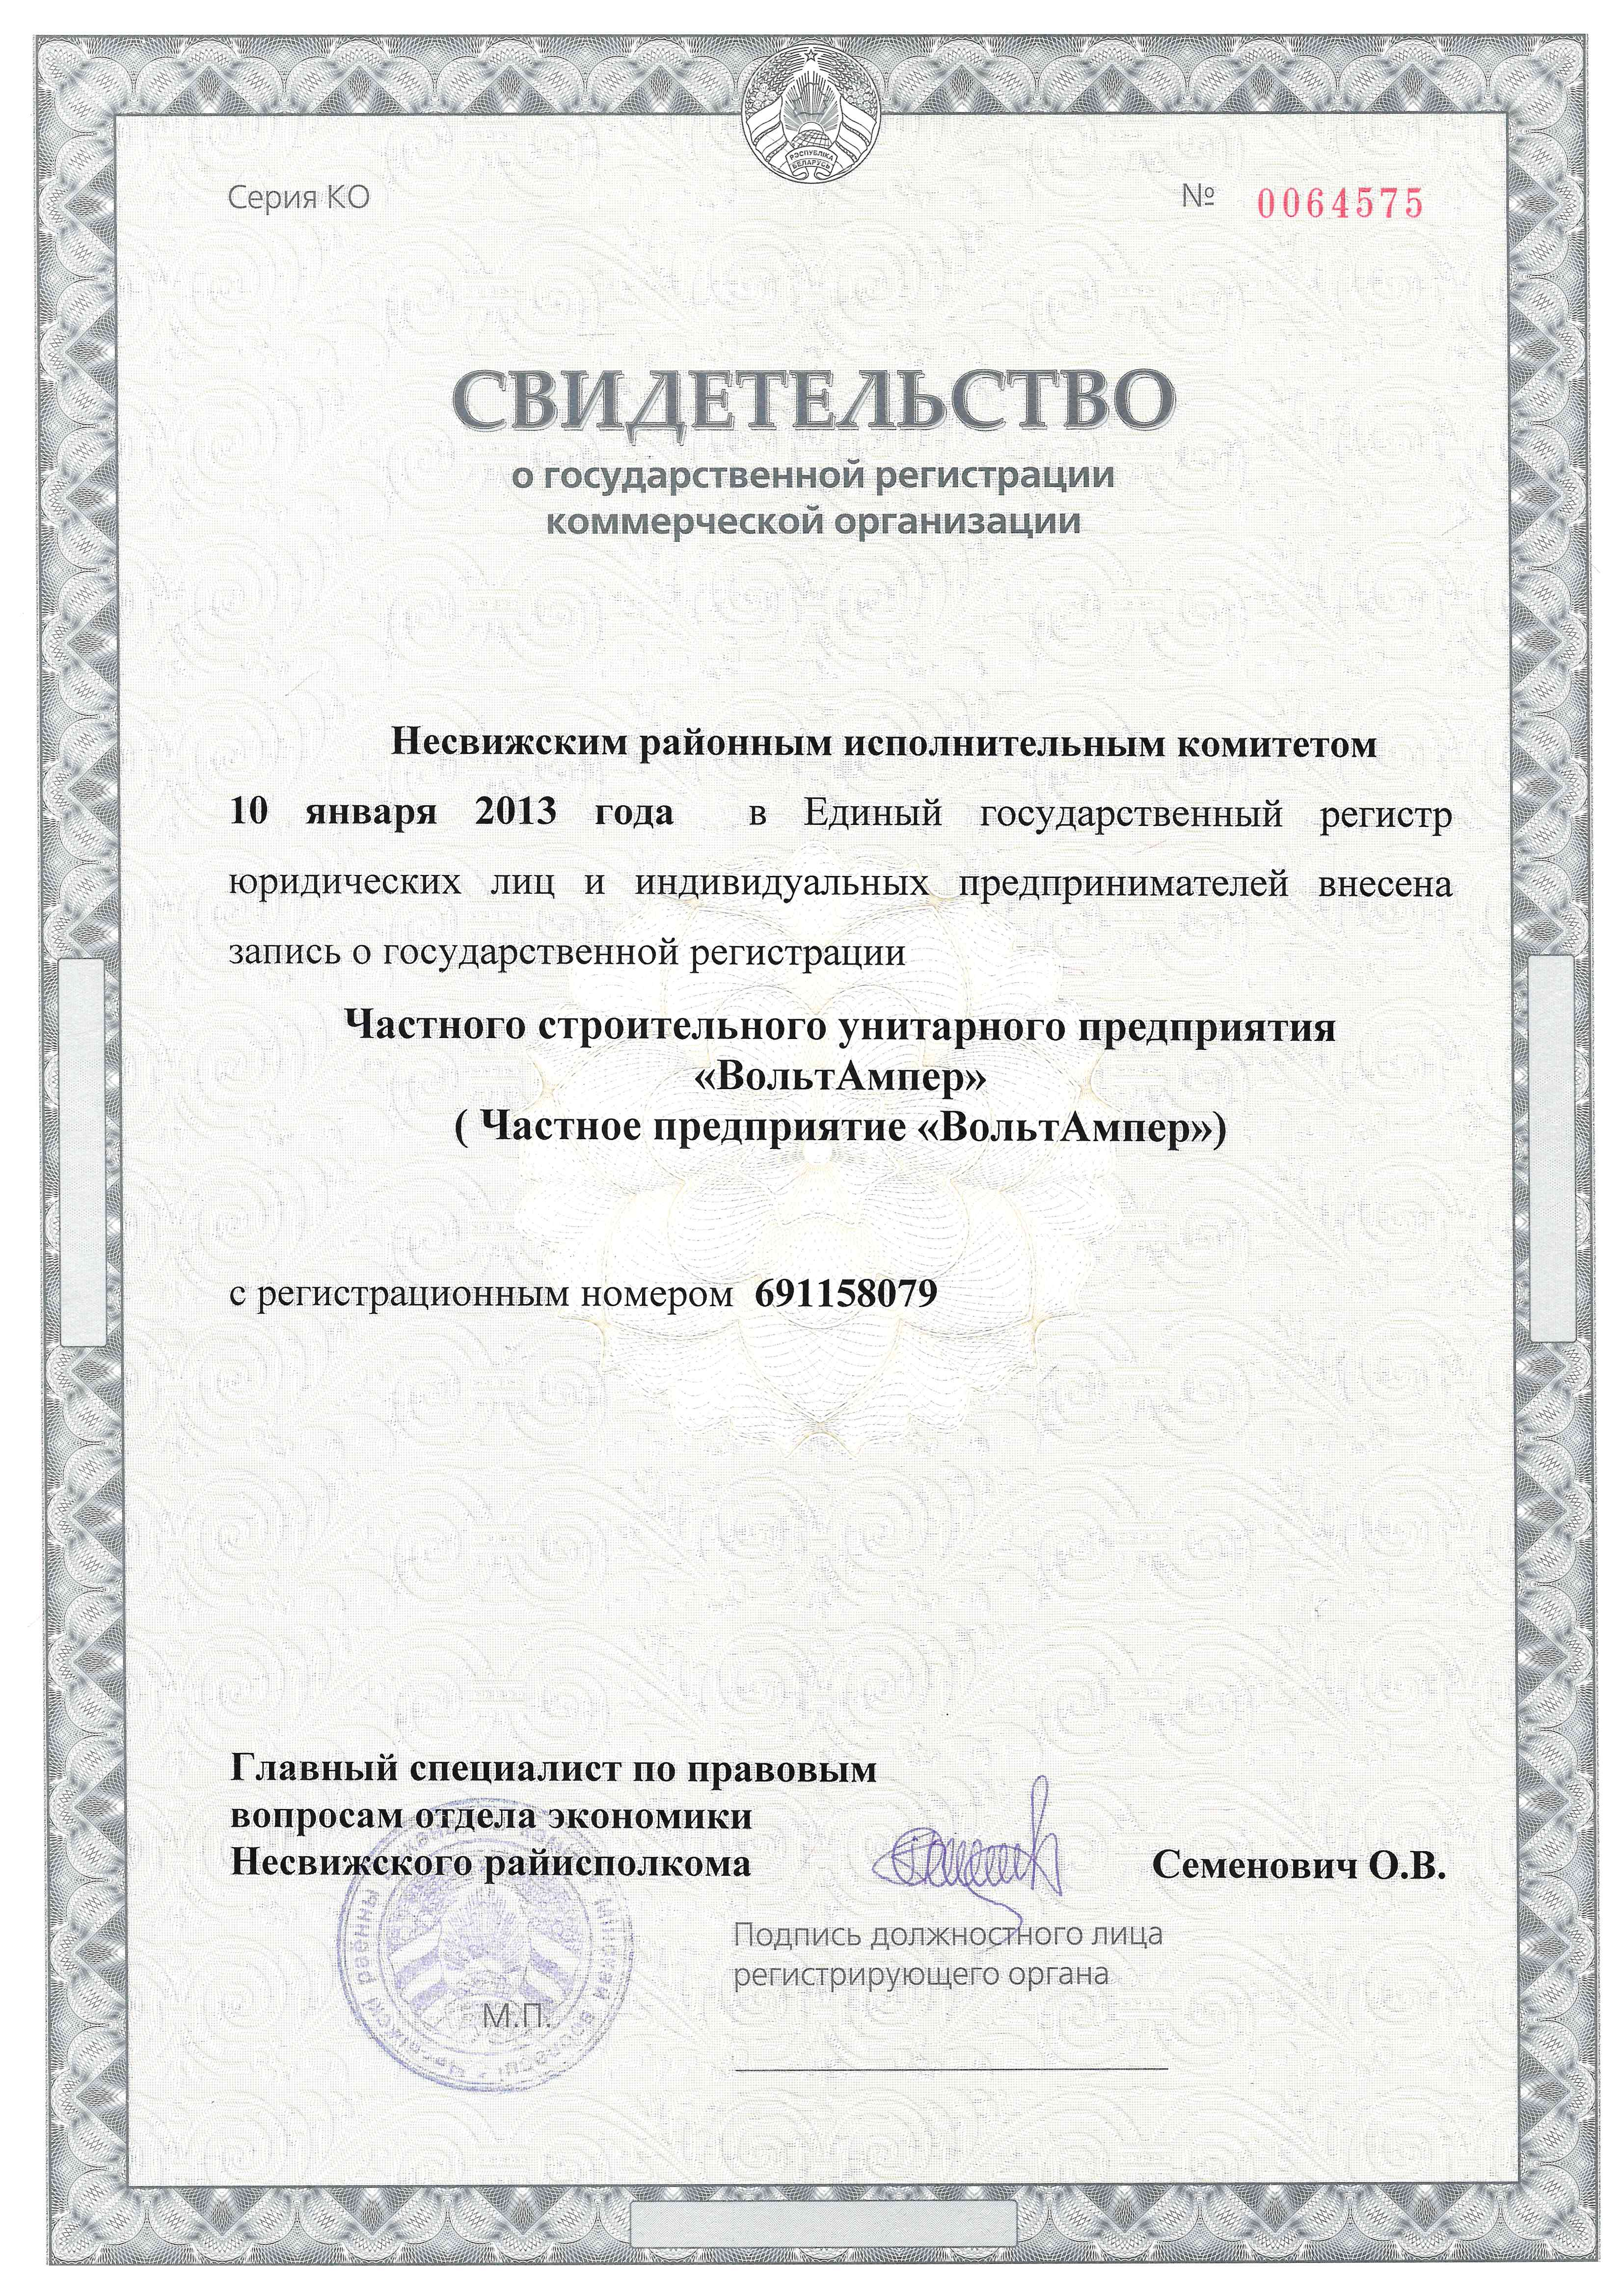 РЭСПУБЛІКА
БЕЛАРУСЬ
Серия КО № 0064575
СВИДЕТЕЛЬСТВО
о государственной регистрации
коммерческой организации
Несвижским районным исполнительным комитетом
10 января 2013 года в Единый государственный регистр
юридических лиц и индивидуальных предпринимателей внесена
запись о государственной регистрации
Частного строительного унитарного предприятия
«ВольтАмпер»
( Частное предприятие «ВольтАмпер»)
с регистрационным номером 691158079
Главный специалист по правовым
вопросам отдела экономики
Несвижского райисполкома
Семенович О.В.
Подпись должностного лица
регистрирующего органа
М.П.